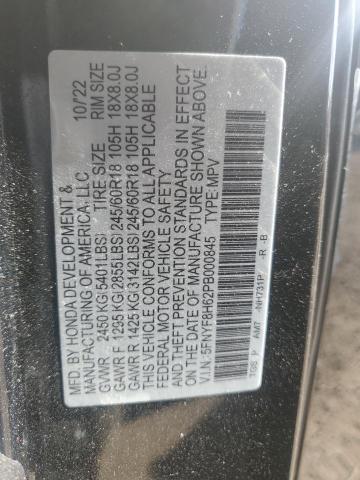 MFD. BY HONDA DEVELOPMENT & 10/22
MANUFACTURING OF AMERICA, LLC.
GVWR 2450 KG(5401LBS) TIRE SIZE RIM SIZE
GAWR F 1295 KG(2855LBS) 245/60R18 105H 18X8.0J
GAWR R 1425 KG(3142LBS) 245/60R18 105H 18X8.0J
THIS VEHICLE CONFORMS TO ALL APPLICABLE
FEDERAL MOTOR VEHICLE SAFETY
AND THEFT PREVENTION STANDARDS IN EFFECT
ON THE DATE OF MANUFACTURE SHOWN ABOVE.
V.I.N.: 5FNYF8H62PB000845 TYPE: MPV
TG8 P AM7 NH731P -R -B